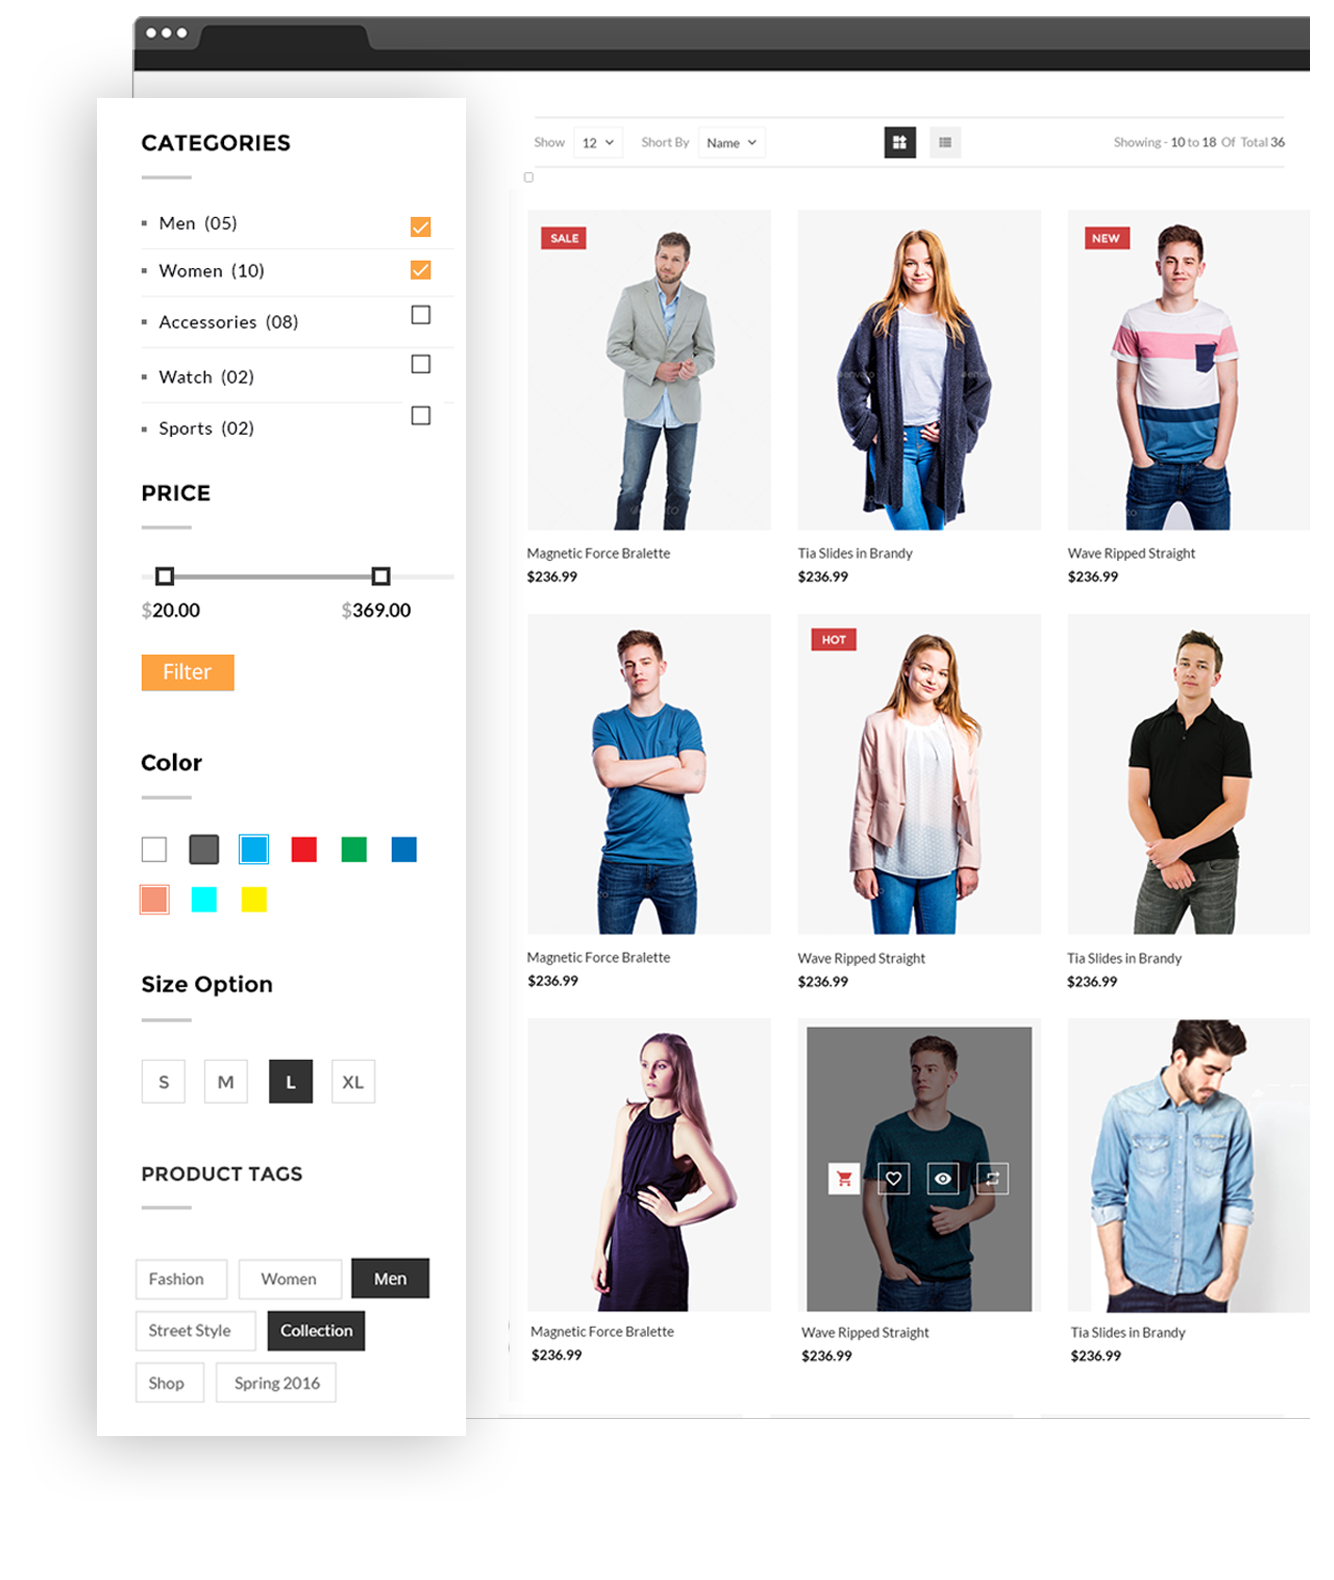 CATEGORIES
Men (05)
Women (10)
Accessories (08)
Watch (02)
Sports (02)
PRICE
$20.00 $369.00
Filter
Color
Size Option
S M L XL
PRODUCT TAGS
Fashion Women Men
Street Style Collection
Shop Spring 2016
Show 12 Short By Name Showing - 10 to 18 Of Total 36
SALE NEW
Magnetic Force Bralette Tia Slides in Brandy Wave Ripped Straight
$236.99 $236.99 $236.99
HOT
Magnetic Force Bralette Wave Ripped Straight Tia Slides in Brandy
$236.99 $236.99 $236.99
Magnetic Force Bralette Wave Ripped Straight Tia Slides in Brandy
$236.99 $236.99 $236.99